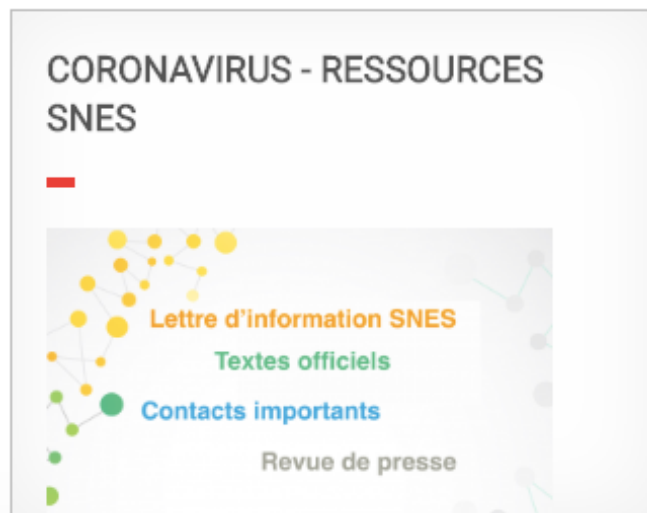 CORONAVIRUS - RESSOURCES
SNES
Lettre d'information SNES
Textes officiels
Contacts importants
Revue de presse